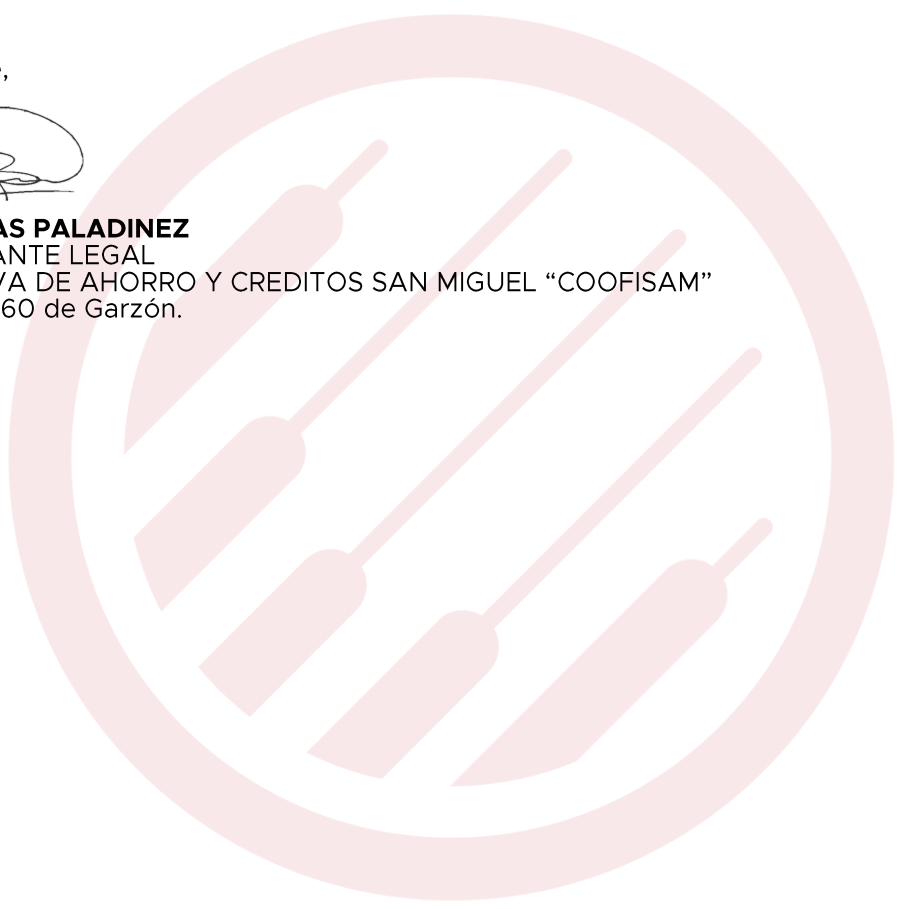 ,
AS PALADINEZ
ANTE LEGAL
VA DE AHORRO Y CREDITOS SAN MIGUEL “COOFISAM”
60 de Garzón.